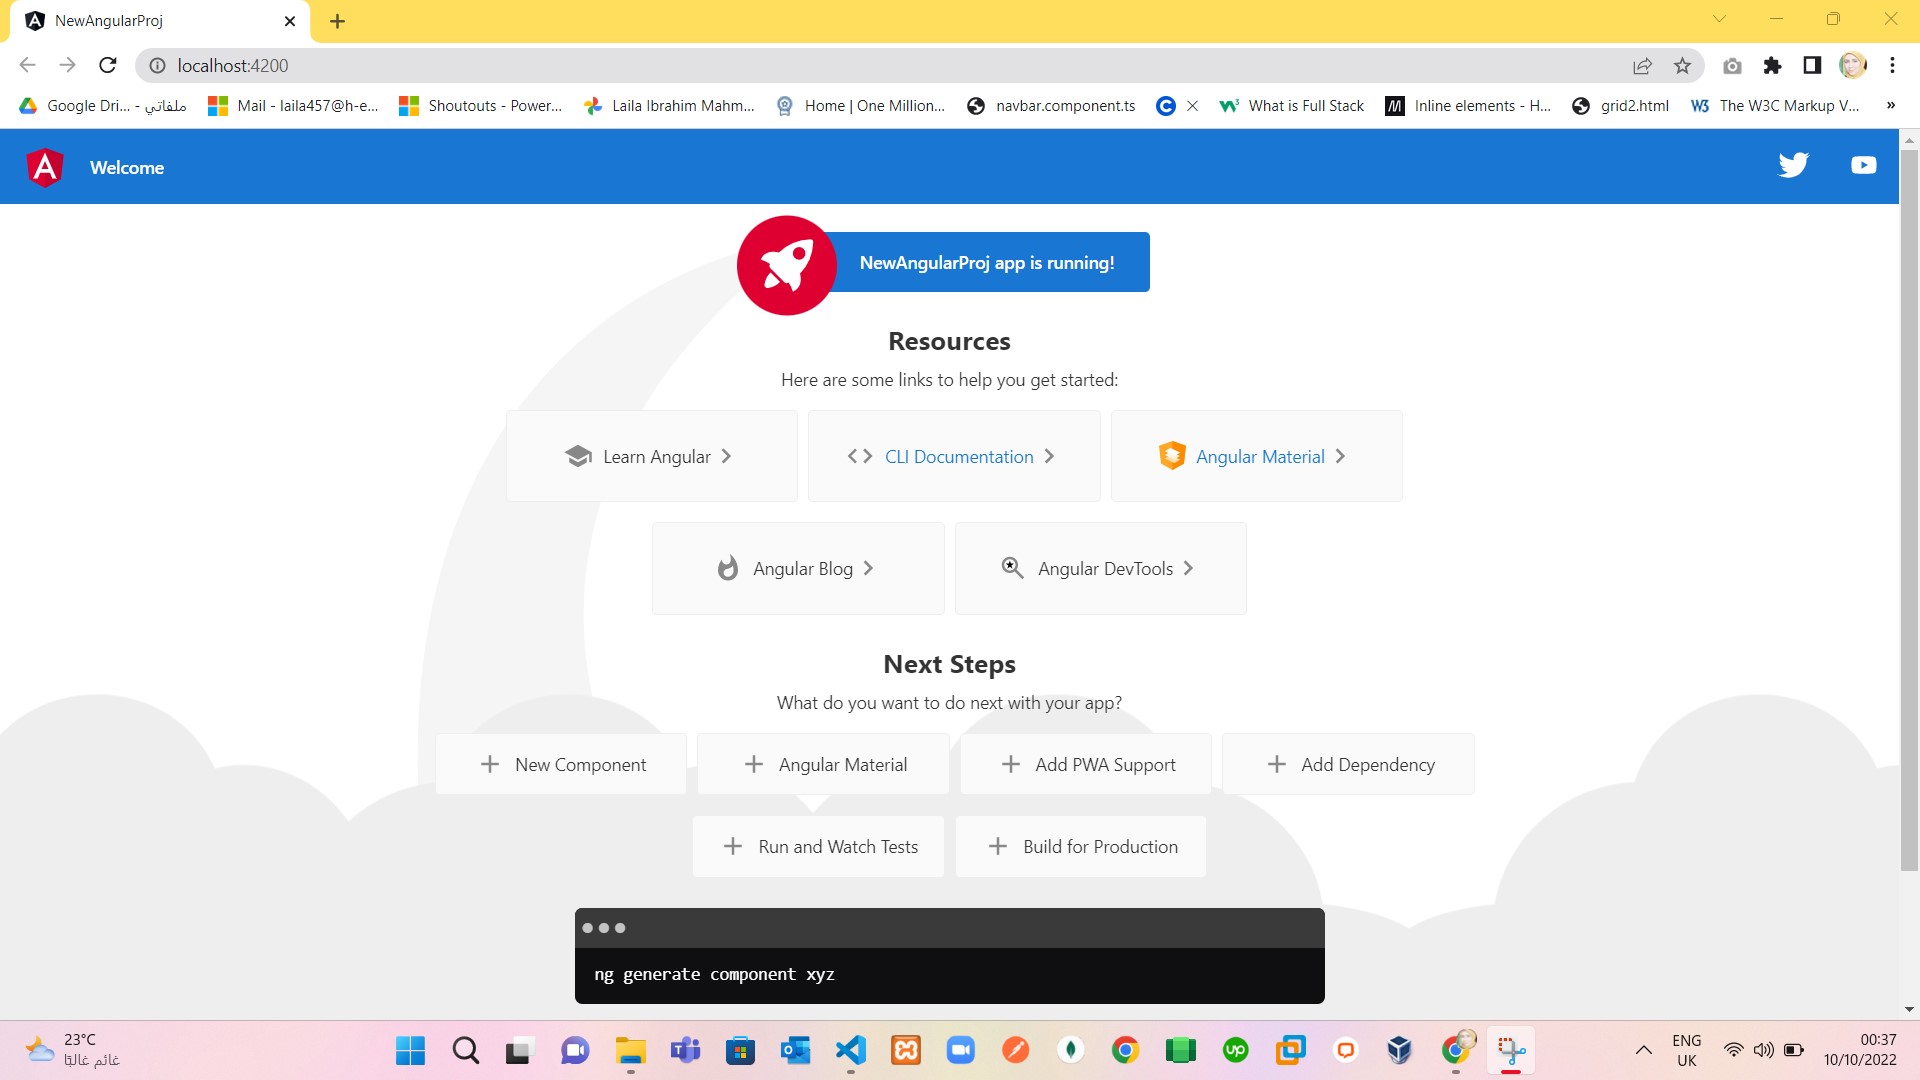 NewAngularProj
localhost:4200
Google Dri... - ملفاتي
Mail - laila457@h-e...
Shoutouts - Power...
Laila Ibrahim Mahm...
Home | One Million...
navbar.component.ts
What is Full Stack
Inline elements - H...
grid2.html
The W3C Markup V...
»
Welcome
NewAngularProj app is running!
Resources
Here are some links to help you get started:
Learn Angular
CLI Documentation
Angular Material
Angular Blog
Angular DevTools
Next Steps
What do you want to do next with your app?
New Component
Angular Material
Add PWA Support
Add Dependency
Run and Watch Tests
Build for Production
ng generate component xyz
23°C
غائم غالبًا
ENG
UK
00:37
10/10/2022